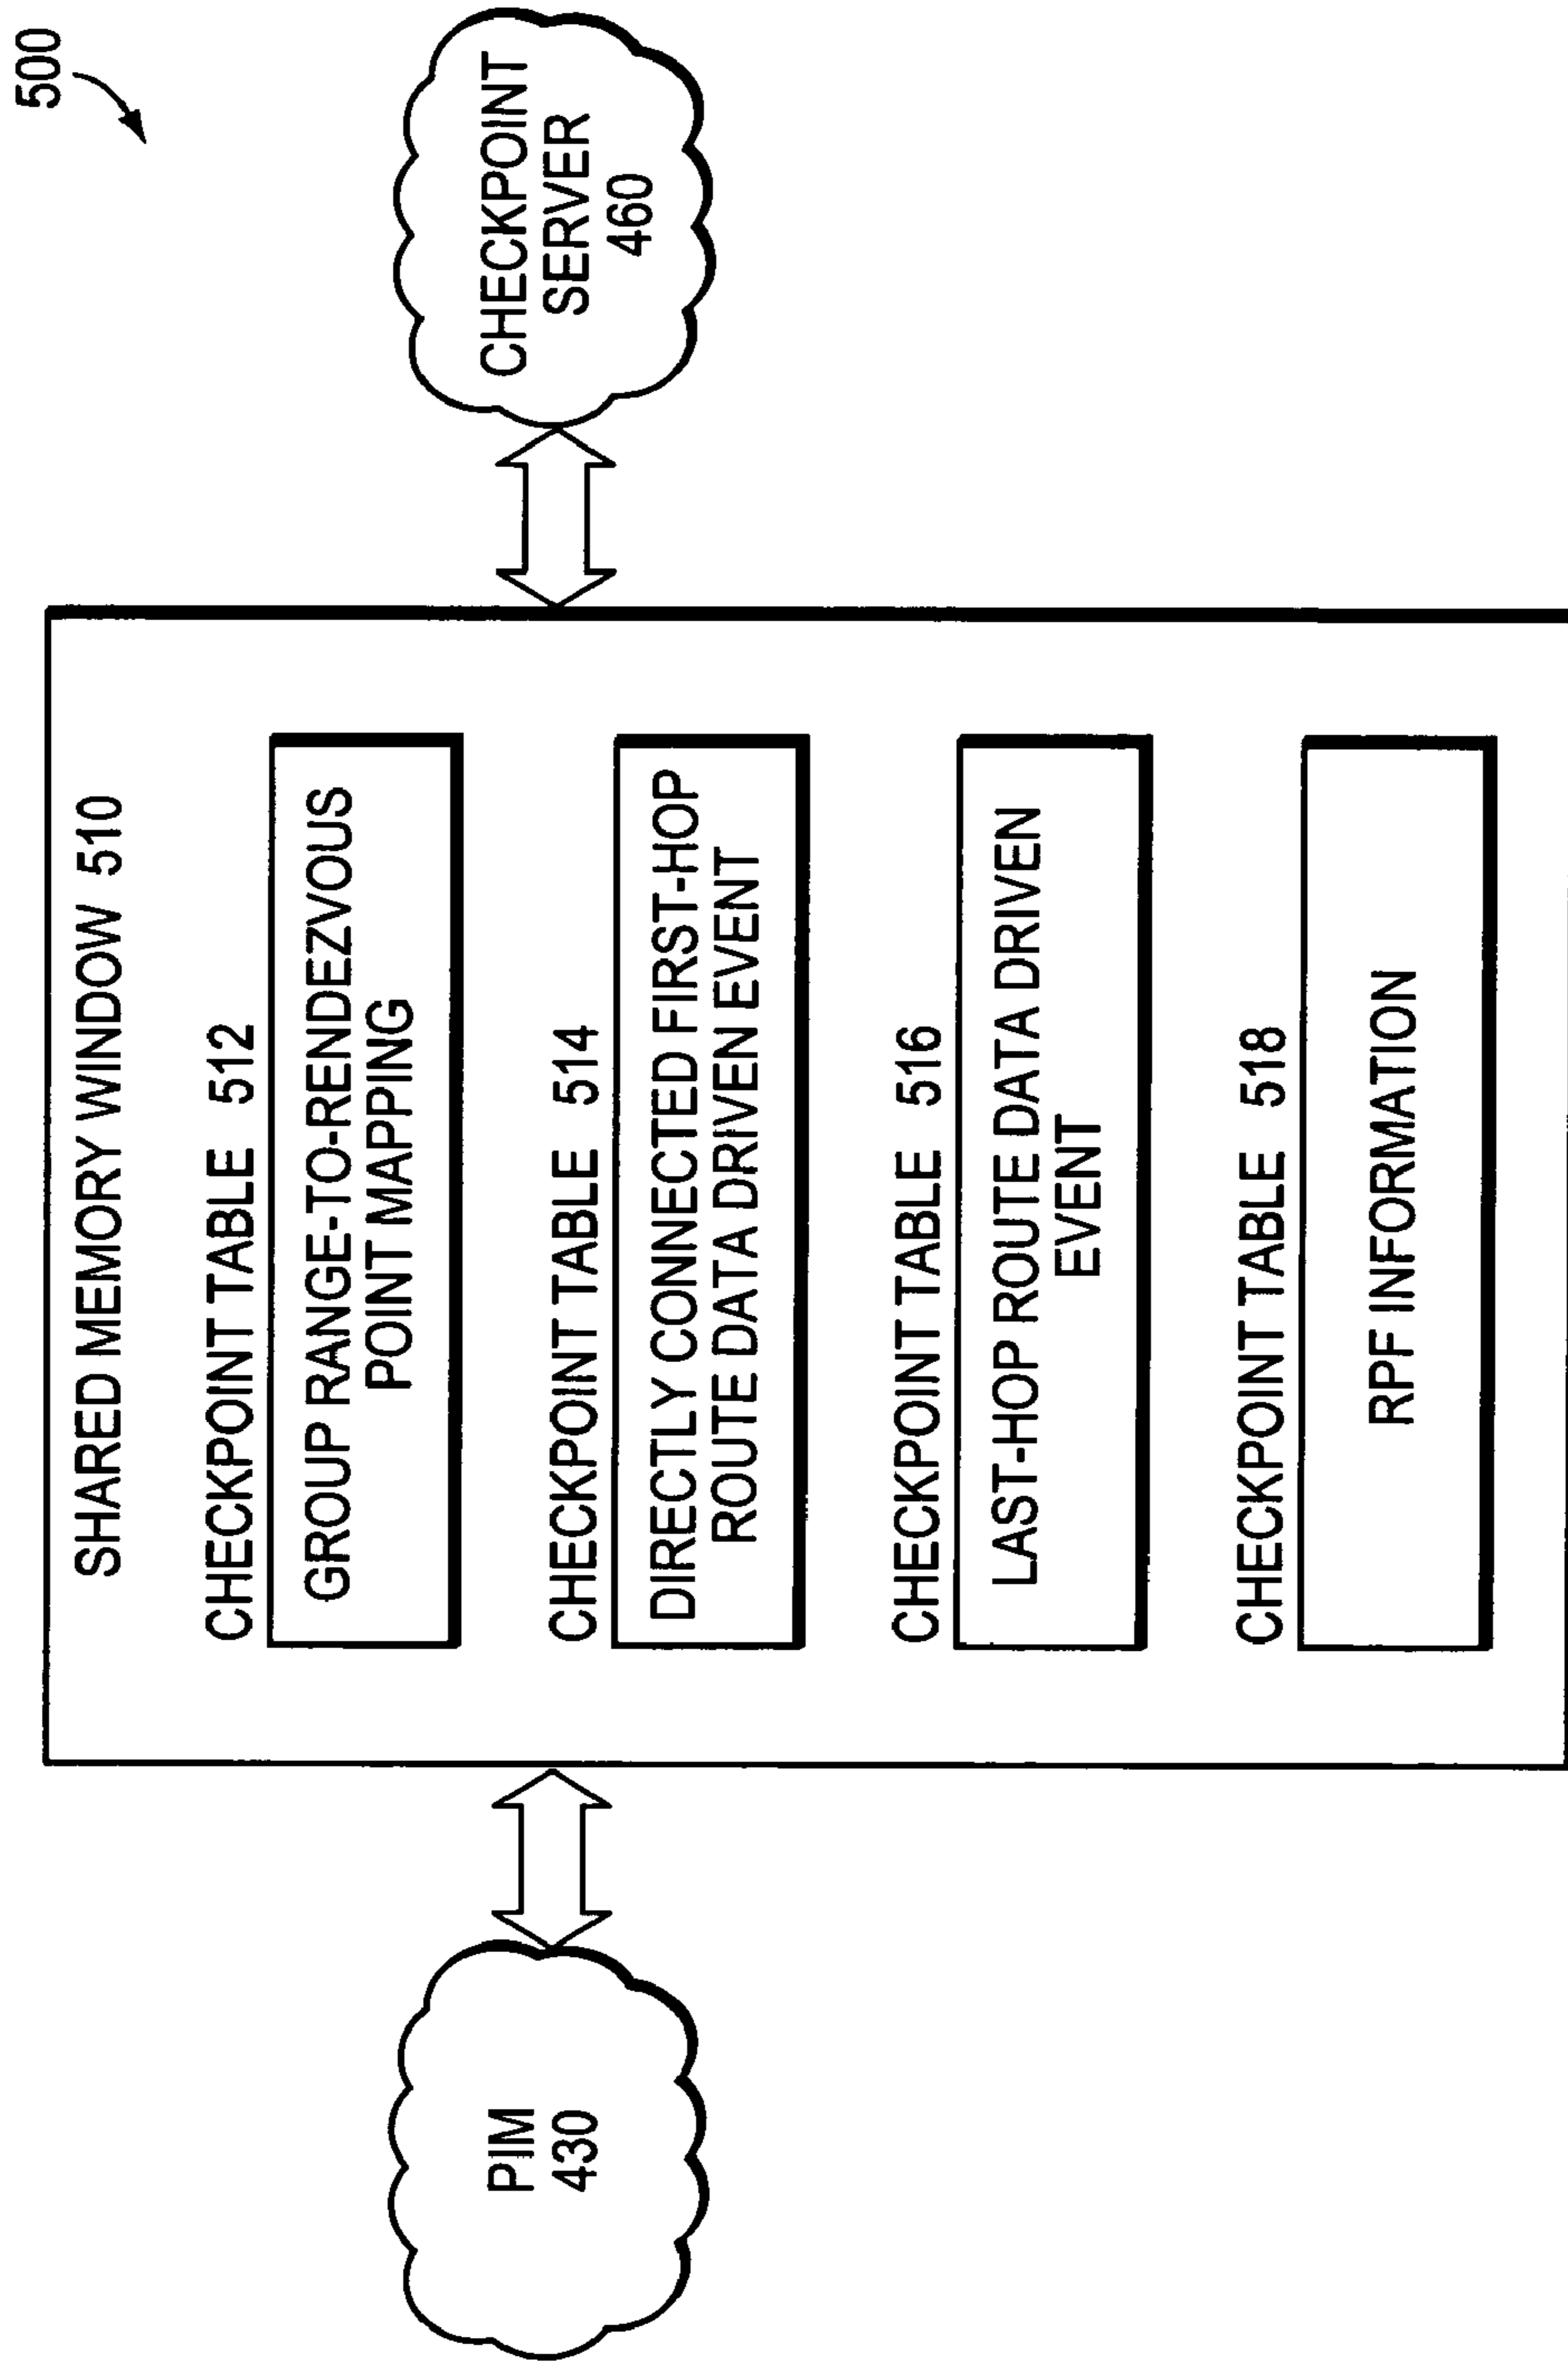 500
SHARED MEMORY WINDOW 510
CHECKPOINT TABLE 512
GROUP RANGE-TO-RENDEZVOUS
POINT MAPPING
CHECKPOINT TABLE 514
DIRECTLY CONNECTED FIRST-HOP
ROUTE DATA DRIVEN EVENT
CHECKPOINT TABLE 516
LAST-HOP ROUTE DATA DRIVEN
EVENT
CHECKPOINT TABLE 518
RPF INFORMATION
PIM
430
CHECKPOINT
SERVER
460